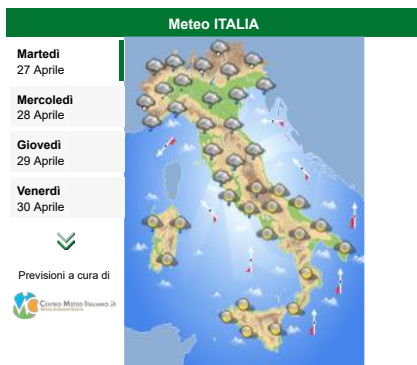 Meteo ITALIA
Martedì
27 Aprile
Mercoledì
28 Aprile
Giovedì
29 Aprile
Venerdì
30 Aprile
Previsioni a cura di
CENTRO METEO ITALIANO.it